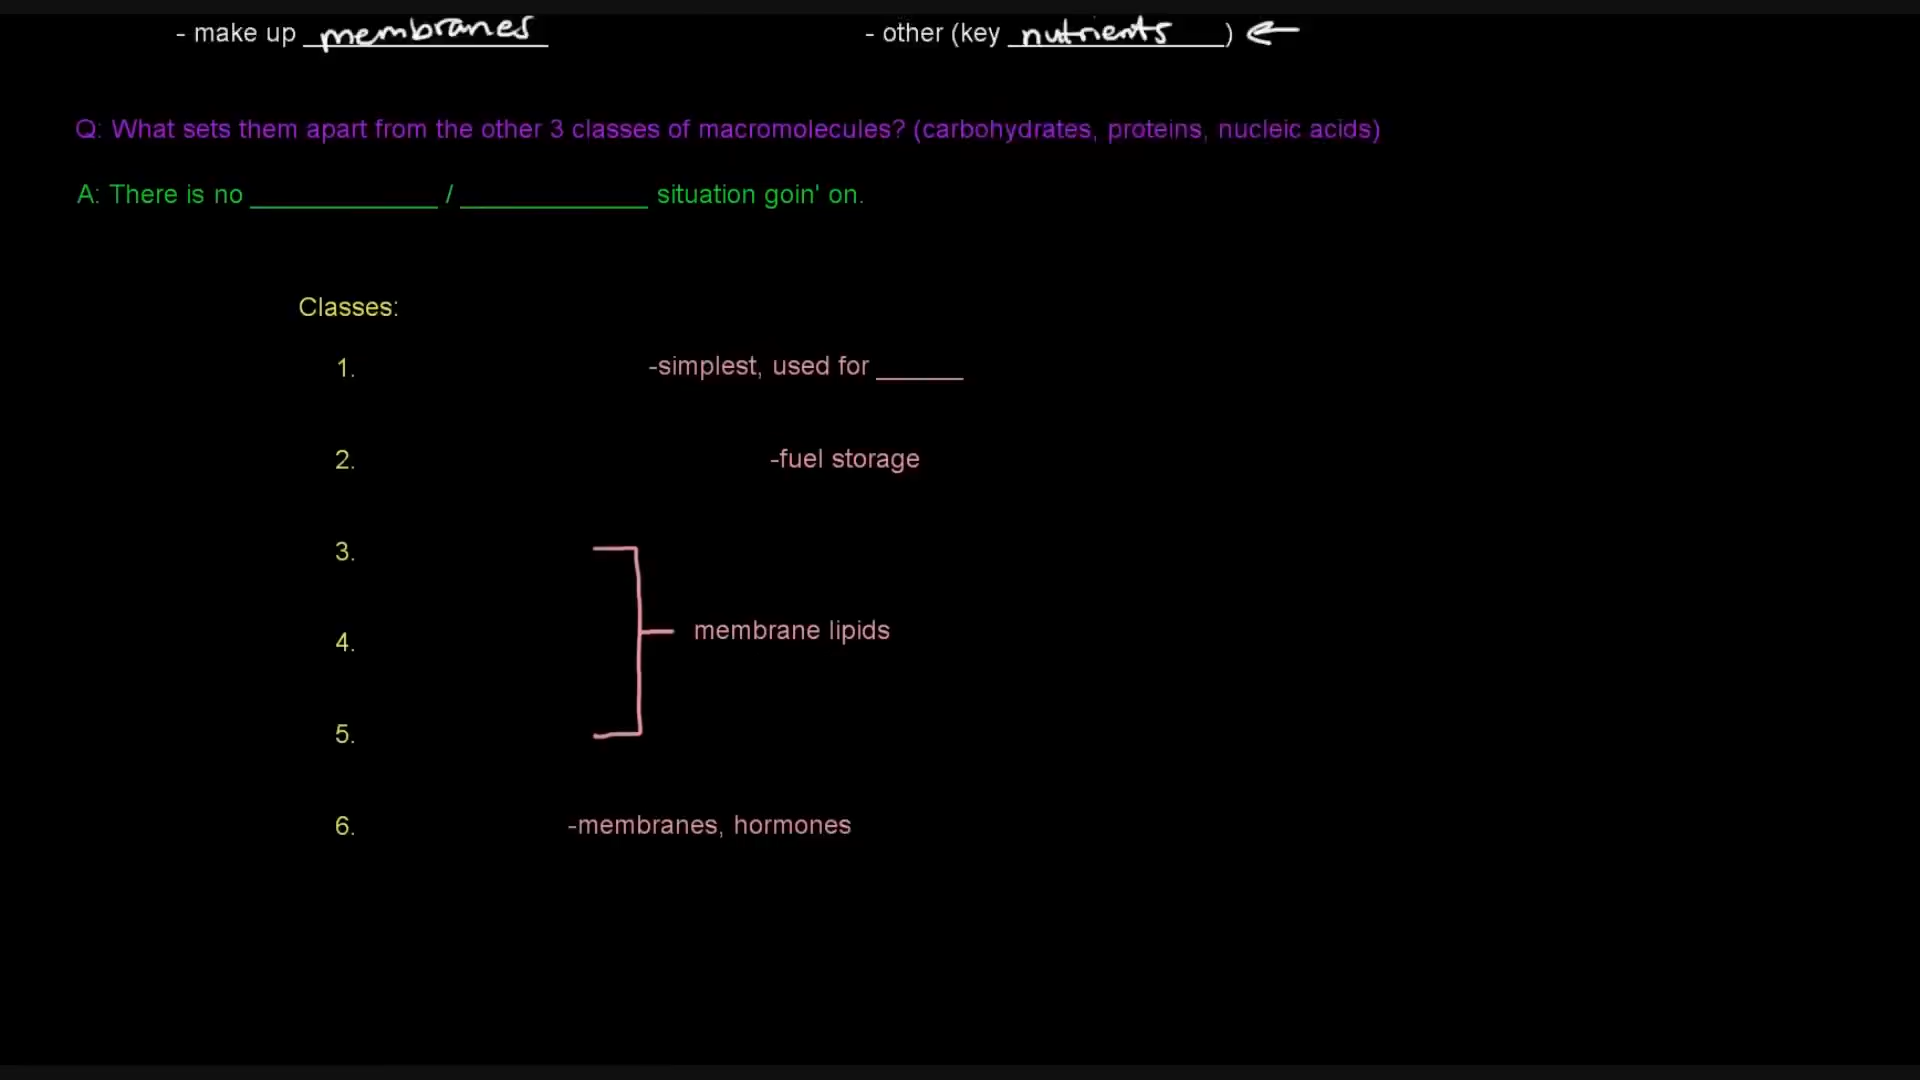 - make up membranes
- other (key nutrients) ←
Q: What sets them apart from the other 3 classes of macromolecules? (carbohydrates, proteins, nucleic acids)
A: There is no _____________ / _____________ situation goin' on.
Classes:
1. -simplest, used for ______
2. -fuel storage
3.
membrane lipids
4.
5.
6. -membranes, hormones